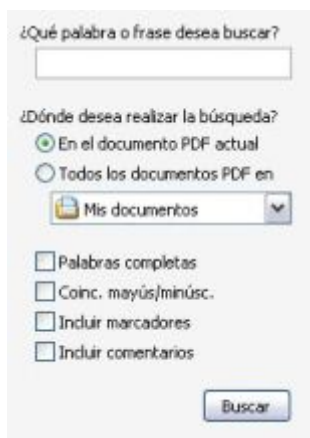 ¿Qué palabra o frase desea buscar?
¿Dónde desea realizar la búsqueda?
En el documento PDF actual
Todos los documentos PDF en
Mis documentos
Palabras completas
Coinc. mayús/minúsc.
Incluir marcadores
Incluir comentarios
Buscar